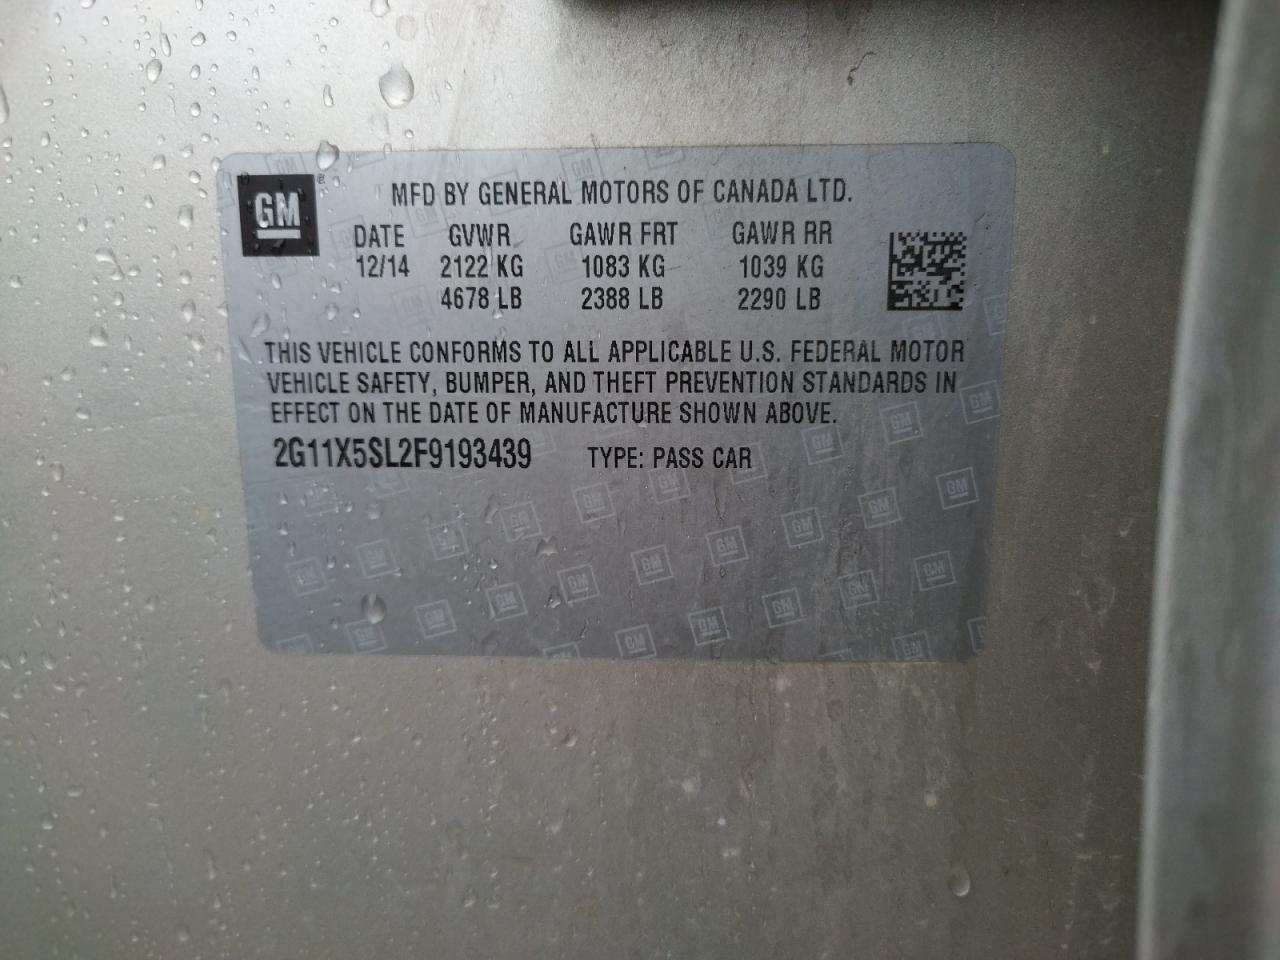 GM ®
MFD BY GENERAL MOTORS OF CANADA LTD.
DATE GVWR GAWR FRT GAWR RR
12/14 2122 KG 1083 KG 1039 KG
4678 LB 2388 LB 2290 LB
THIS VEHICLE CONFORMS TO ALL APPLICABLE U.S. FEDERAL MOTOR
VEHICLE SAFETY, BUMPER, AND THEFT PREVENTION STANDARDS IN
EFFECT ON THE DATE OF MANUFACTURE SHOWN ABOVE.
2G11X5SL2F9193439 TYPE: PASS CAR